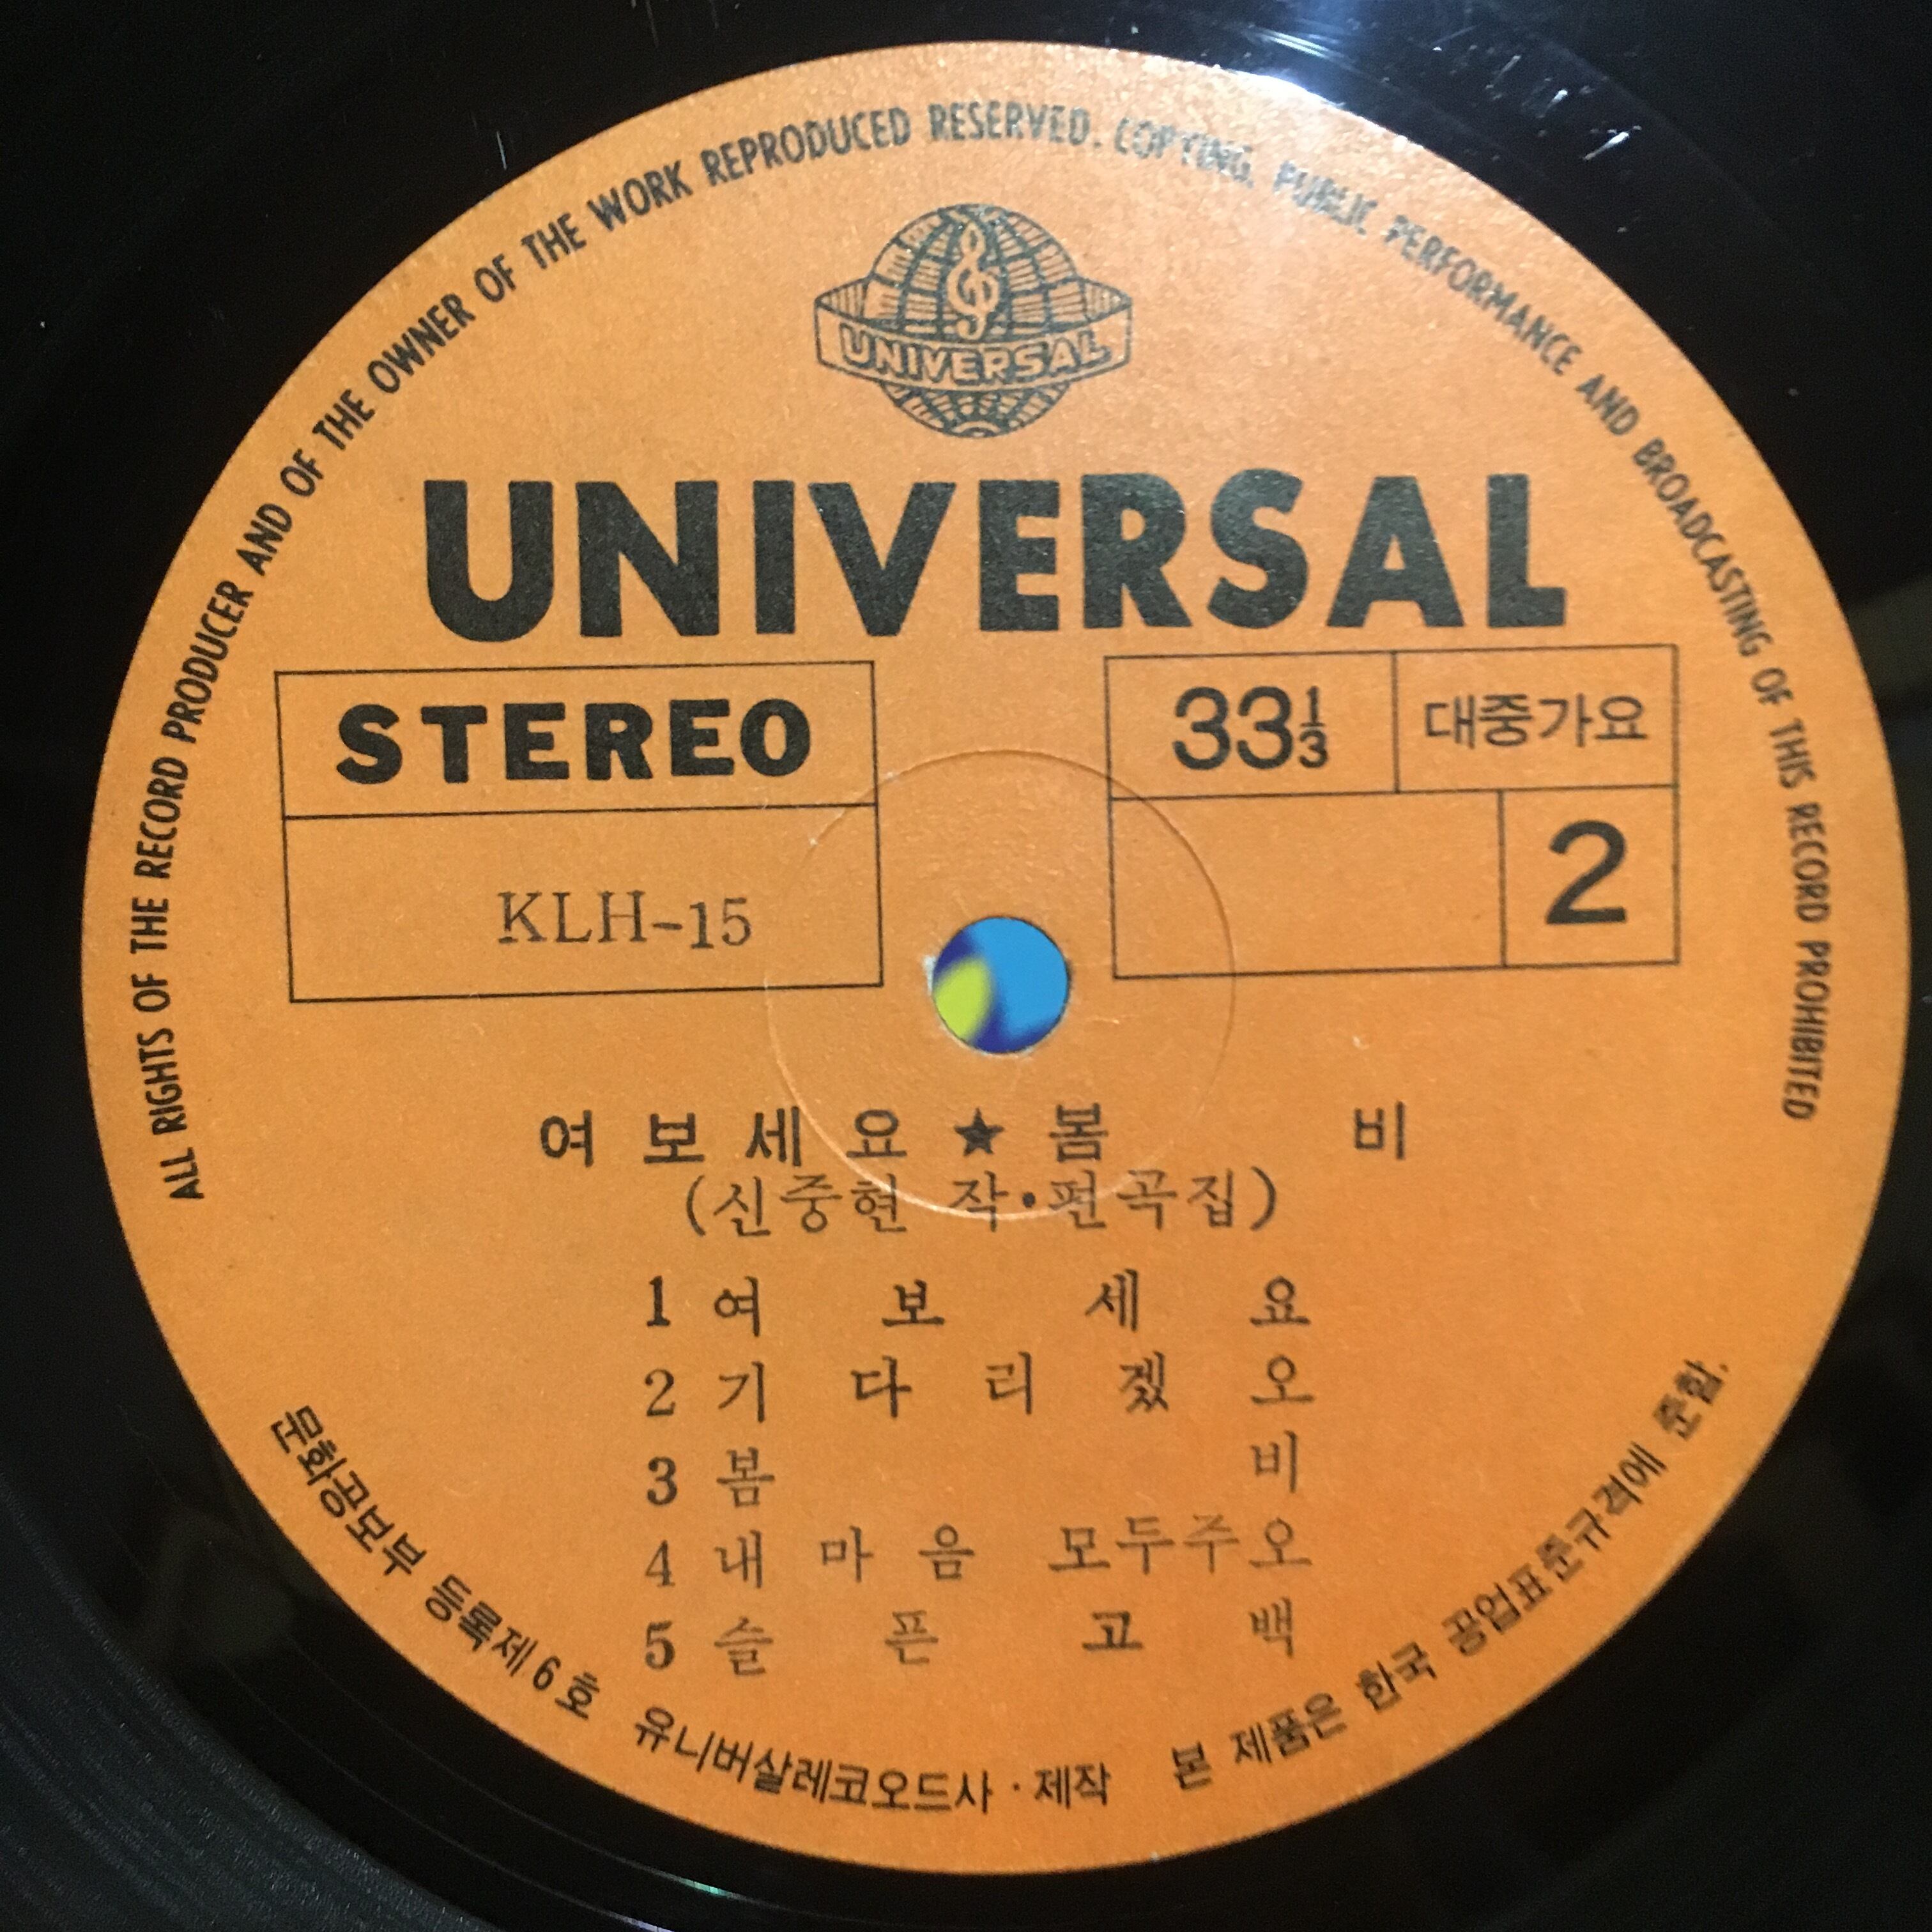 ALL RIGHTS OF THE RECORD PRODUCER AND OF THE OWNER OF THE WORK REPRODUCED RESERVED. COPYING, PUBLIC PERFORMANCE AND BROADCASTING OF THIS RECORD PROHIBITED
UNIVERSAL
UNIVERSAL
STEREO
33⅓ 대중가요
KLH-15
2
여보세요★봄 비
(신중현 작·편곡집)
1 여보세요
2 기다리겠오
3 봄비
4 내마음 모두주오
5 슬픈고백
문화공보부 등록제6호 유니버살레코오드사·제작 본 제품은 한국 공업표준규격에 준함.